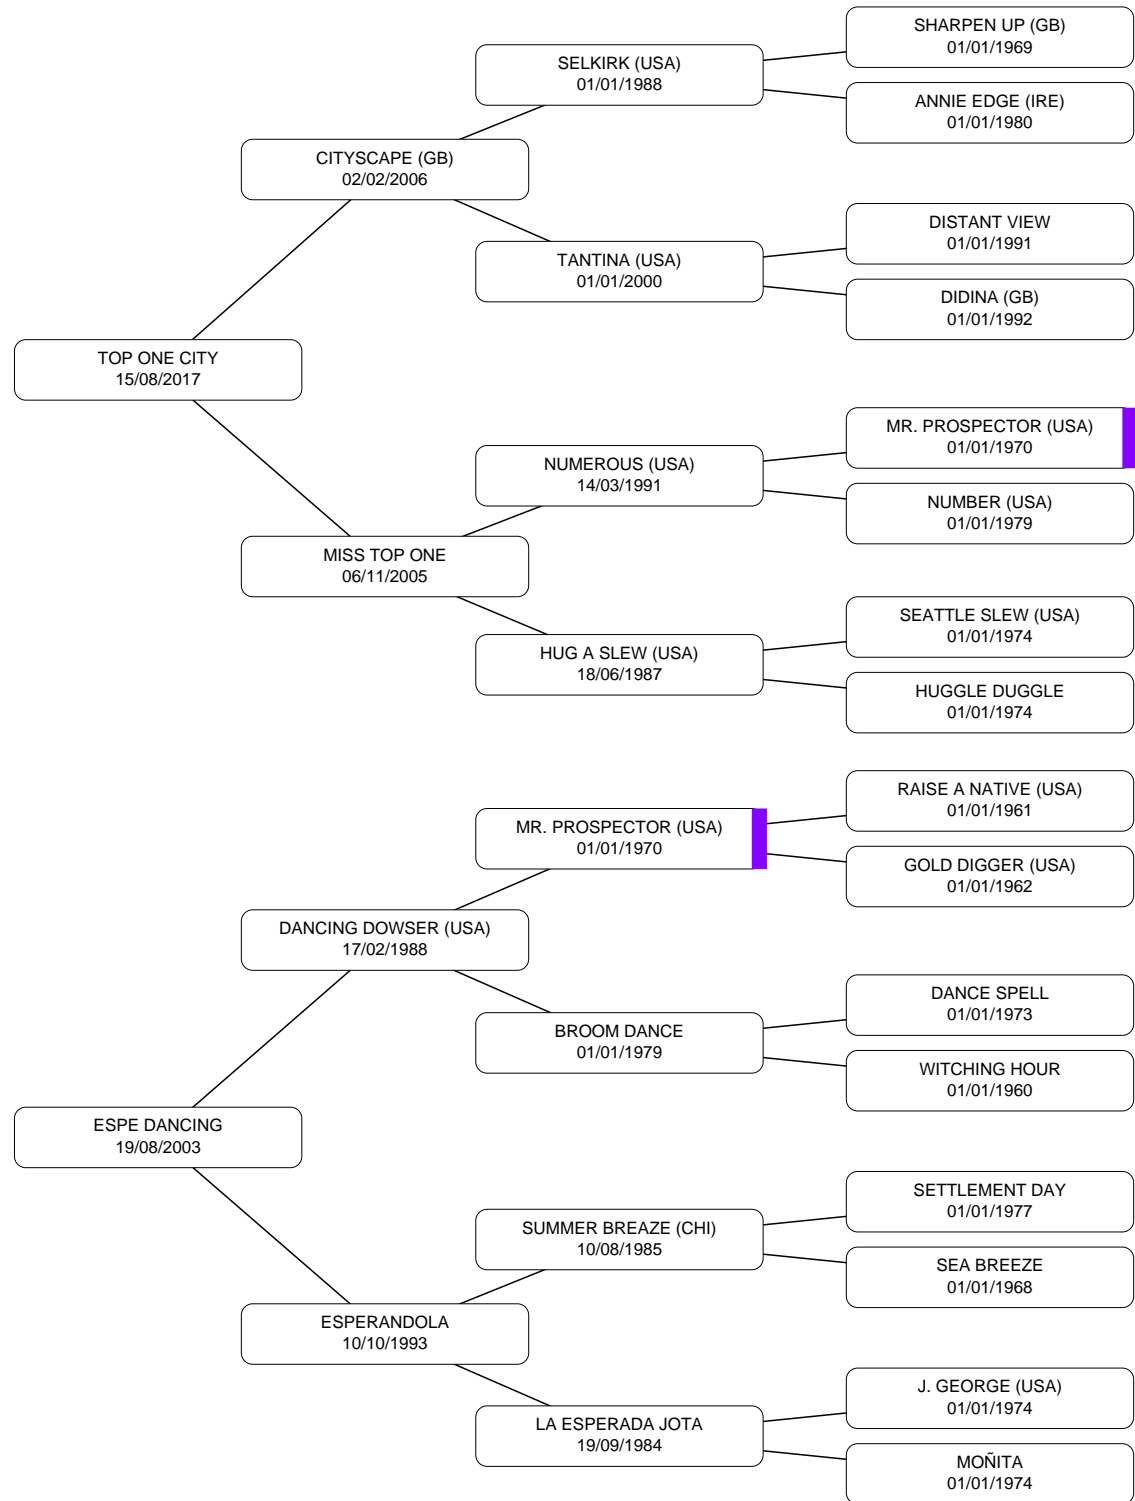 SHARPEN UP (GB)
01/01/1969
SELKIRK (USA)
01/01/1988
ANNIE EDGE (IRE)
01/01/1980
CITYSCAPE (GB)
02/02/2006
DISTANT VIEW
01/01/1991
TANTINA (USA)
01/01/2000
DIDINA (GB)
01/01/1992
TOP ONE CITY
15/08/2017
MR. PROSPECTOR (USA)
01/01/1970
NUMEROUS (USA)
14/03/1991
NUMBER (USA)
01/01/1979
MISS TOP ONE
06/11/2005
SEATTLE SLEW (USA)
01/01/1974
HUG A SLEW (USA)
18/06/1987
HUGGLE DUGGLE
01/01/1974
RAISE A NATIVE (USA)
01/01/1961
MR. PROSPECTOR (USA)
01/01/1970
GOLD DIGGER (USA)
01/01/1962
DANCING DOWSER (USA)
17/02/1988
DANCE SPELL
01/01/1973
BROOM DANCE
01/01/1979
WITCHING HOUR
01/01/1960
ESPE DANCING
19/08/2003
SETTLEMENT DAY
01/01/1977
SUMMER BREAZE (CHI)
10/08/1985
SEA BREEZE
01/01/1968
ESPERANDOLA
10/10/1993
J. GEORGE (USA)
01/01/1974
LA ESPERADA JOTA
19/09/1984
MOÑITA
01/01/1974